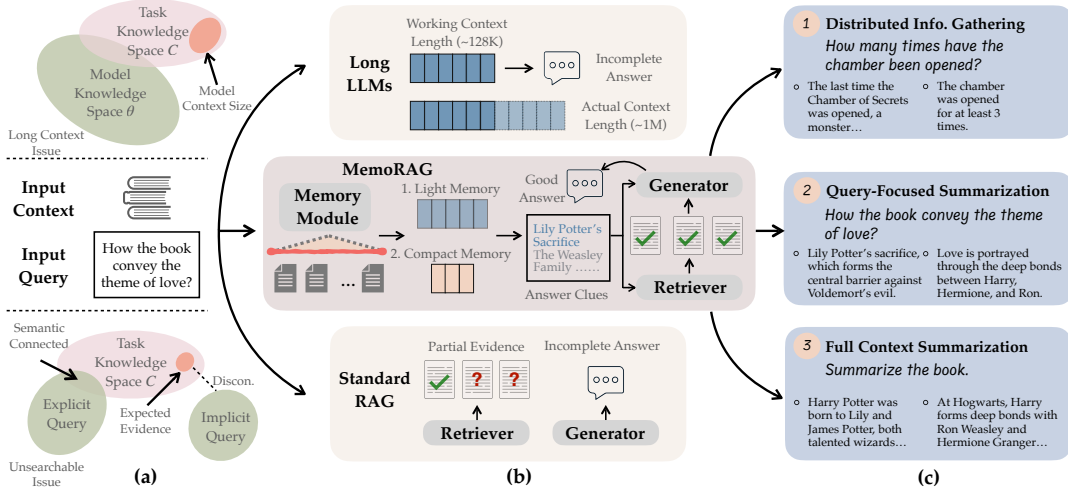 Task
Knowledge
Space C
Model
Knowledge
Space θ
Model
Context Size
Long Context
Issue
Input
Context
Input
Query
How the book
convey the
theme of love?
Semantic
Connected
Task
Knowledge
Space C
Discon.
Explicit
Query
Expected
Evidence
Implicit
Query
Unsearchable
Issue
(a)
Long
LLMs
Working Context
Length (~128K)
Incomplete
Answer
Actual Context
Length (~1M)
MemoRAG
Memory
Module
...
1. Light Memory
2. Compact Memory
Good
Answer
Lily Potter's
Sacrifice
The Weasley
Family ......
Answer Clues
Generator
Retriever
Standard
RAG
Partial Evidence
? ?
Retriever
Incomplete Answer
Generator
(b)
1 Distributed Info. Gathering
How many times have the
chamber been opened?
The last time the
Chamber of Secrets
was opened, a
monster…
The chamber
was opened
for at least 3
times.
2 Query-Focused Summarization
How the book convey the theme
of love?
Lily Potter's sacrifice,
which forms the
central barrier against
Voldemort's evil.
Love is portrayed
through the deep bonds
between Harry,
Hermione, and Ron.
3 Full Context Summarization
Summarize the book.
Harry Potter was
born to Lily and
James Potter, both
talented wizards…
At Hogwarts, Harry
forms deep bonds with
Ron Weasley and
Hermione Granger…
(c)